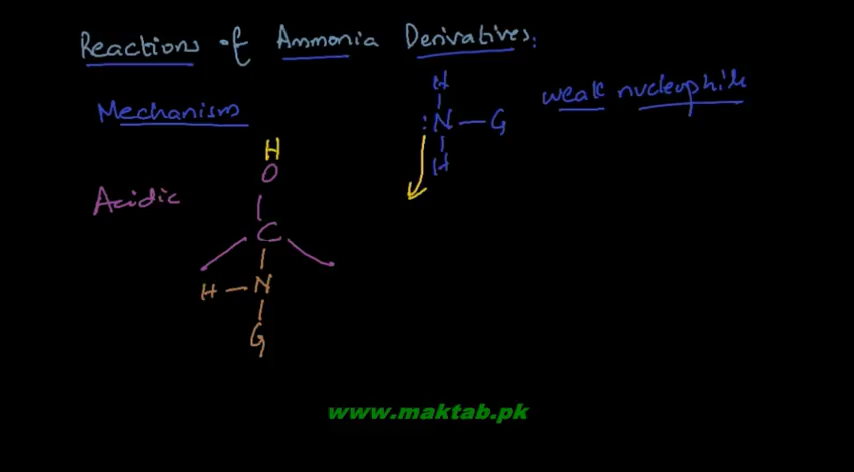 Reactions of Ammonia Derivatives:
Mechanism
H
:N—G
H
weak nucleophile
Acidic
H
O
C
H—N
G
www.maktab.pk